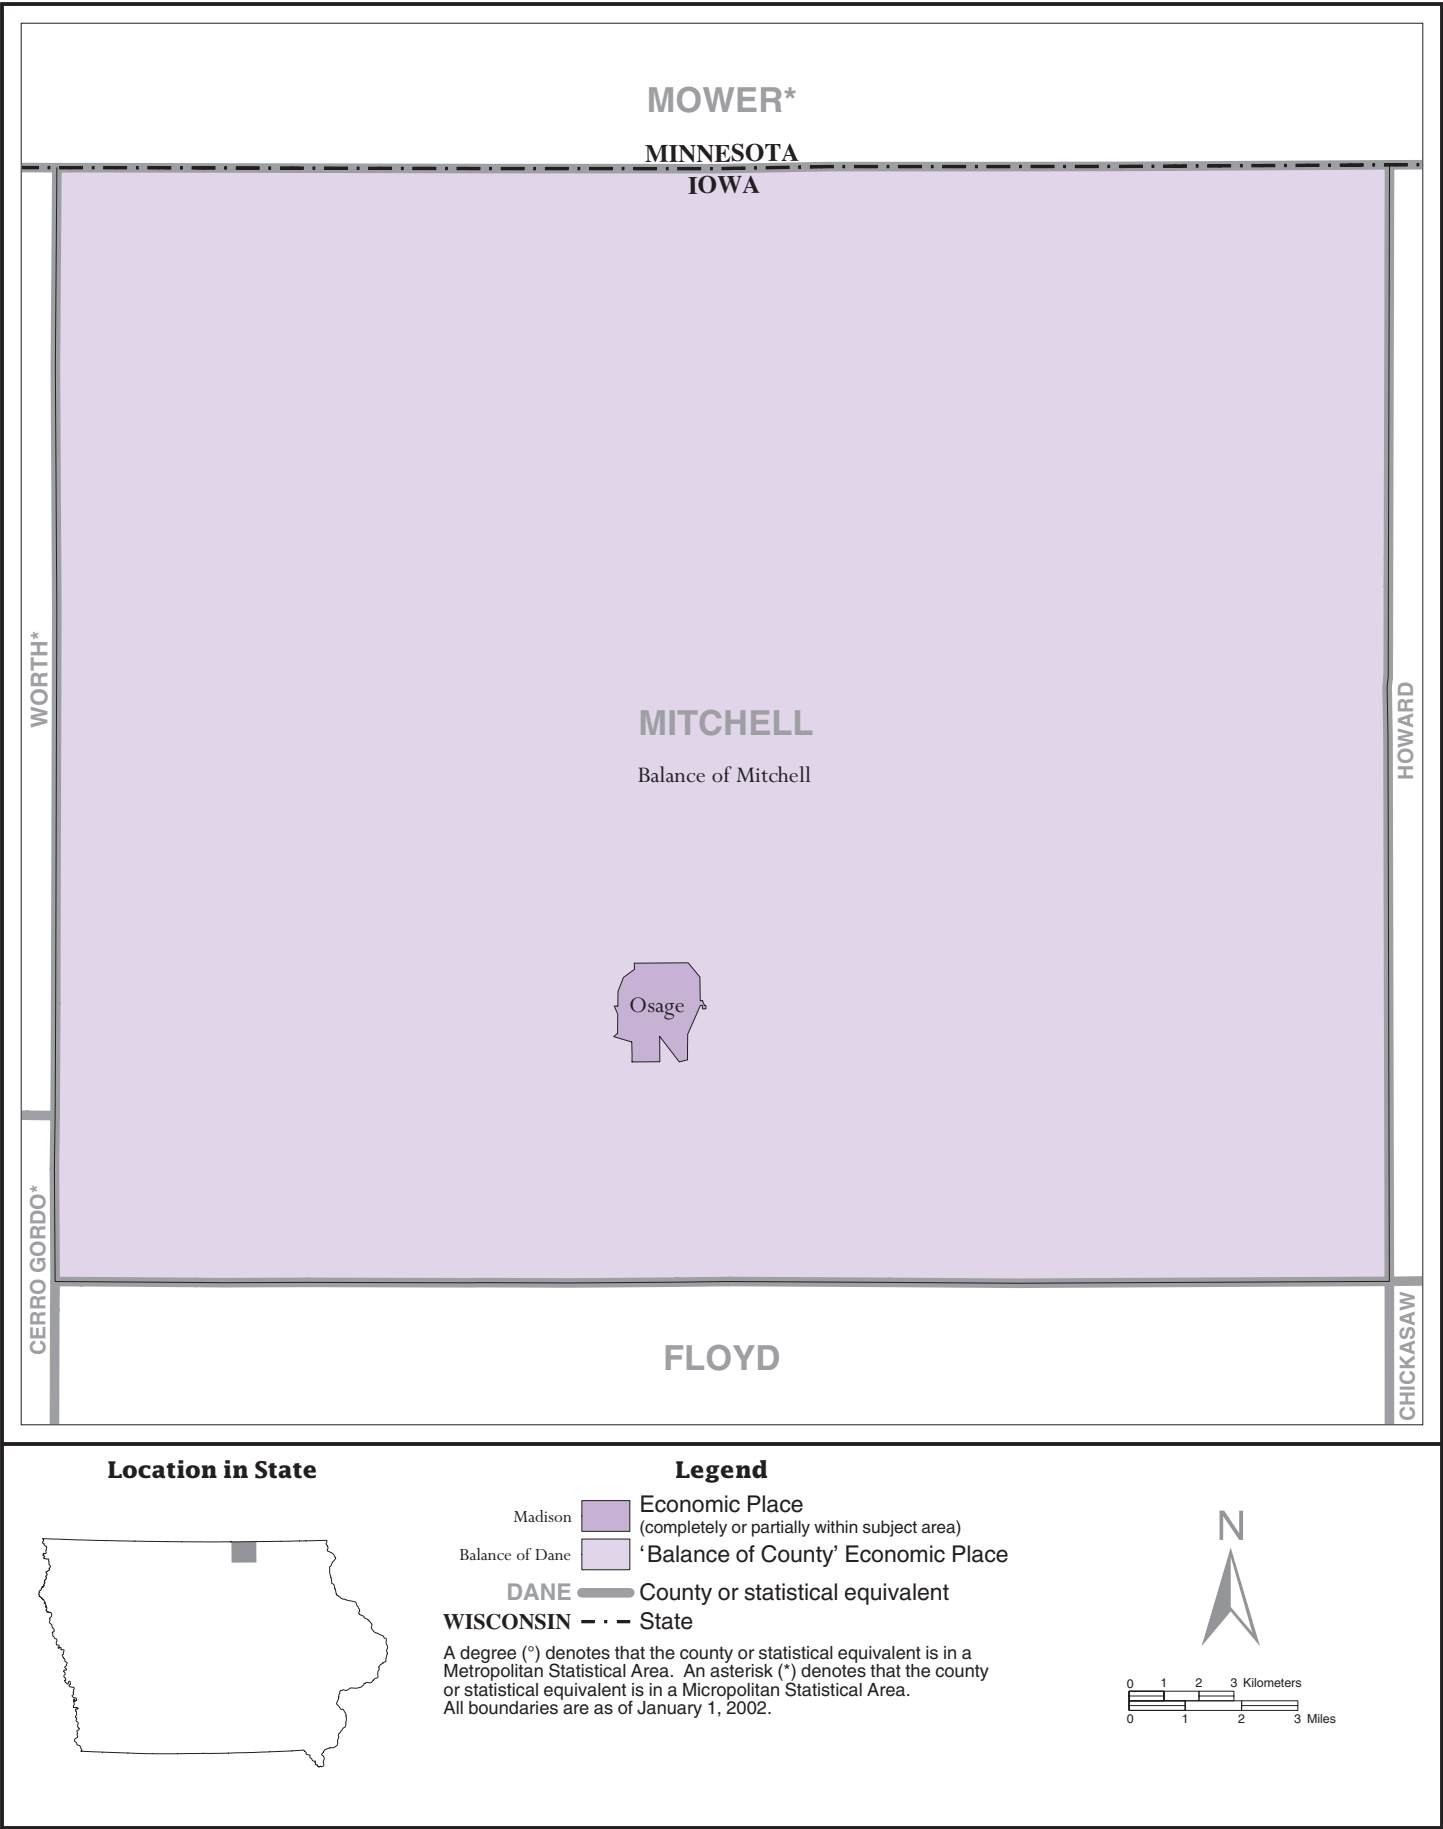 MOWER*
MINNESOTA
IOWA
WORTH*
MITCHELL
HOWARD
Balance of Mitchell
Osage
CERRO GORDO*
FLOYD
CHICKASAW
Location in State
Legend
Madison
Economic Place
(completely or partially within subject area)
Balance of Dane
‘Balance of County’ Economic Place
DANE
County or statistical equivalent
WISCONSIN
State
A degree (°) denotes that the county or statistical equivalent is in a
Metropolitan Statistical Area. An asterisk (*) denotes that the county
or statistical equivalent is in a Micropolitan Statistical Area.
All boundaries are as of January 1, 2002.
N
0 1 2 3 Kilometers
0 1 2 3 Miles